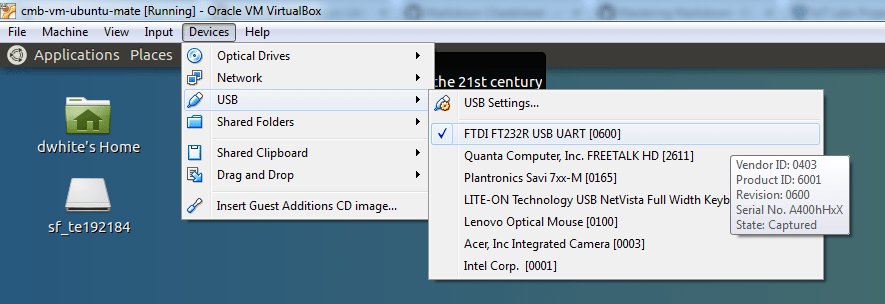 cmb-vm-ubuntu-mate [Running] - Oracle VM VirtualBox
File Machine View Input Devices Help
Applications Places
Optical Drives
Network
USB
Shared Folders
Shared Clipboard
Drag and Drop
Insert Guest Additions CD image...
the 21st century
USB Settings...
FTDI FT232R USB UART [0600]
Quanta Computer, Inc. FREETALK HD [2611]
Plantronics Savi 7xx-M [0165]
LITE-ON Technology USB NetVista Full Width Keyb
Lenovo Optical Mouse [0100]
Acer, Inc Integrated Camera [0003]
Intel Corp. [0001]
Vendor ID: 0403
Product ID: 6001
Revision: 0600
Serial No. A400hHxX
State: Captured
dwhite's Home
sf_te192184